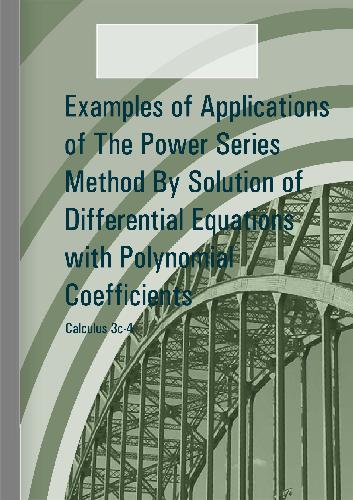 Examples of Applications
of The Power Series
Method By Solution of
Differential Equations
with Polynomial
Coefficients
Calculus 3c-4